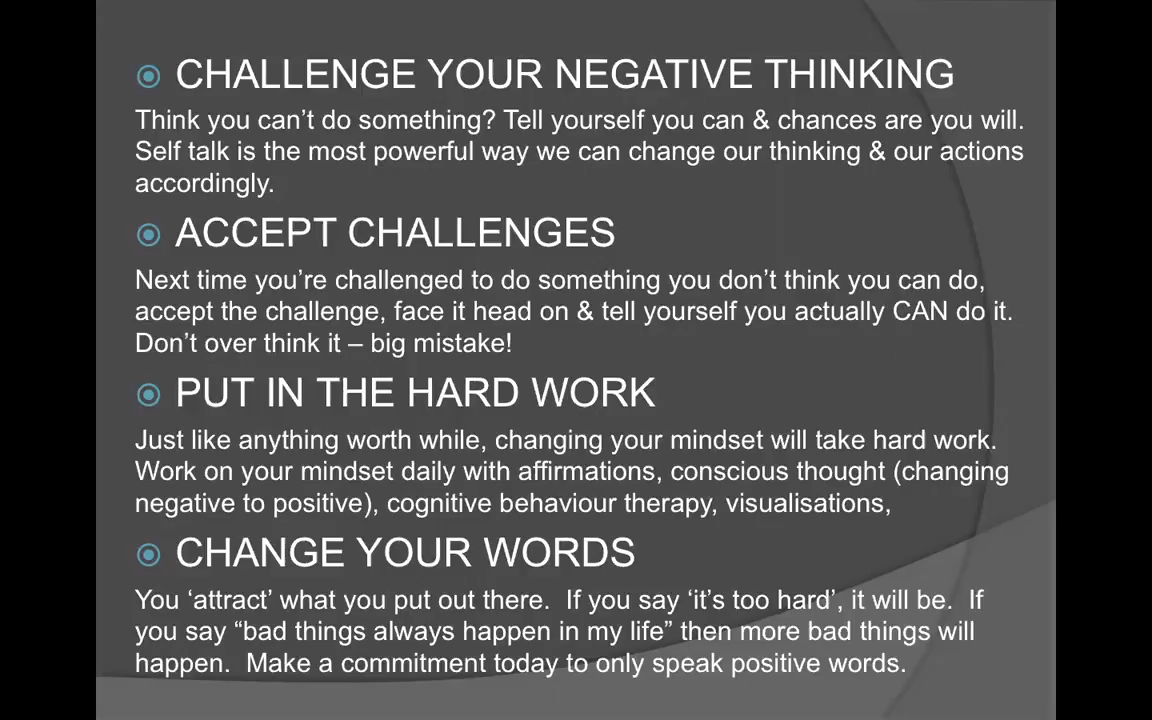 CHALLENGE YOUR NEGATIVE THINKING
Think you can’t do something? Tell yourself you can & chances are you will.
Self talk is the most powerful way we can change our thinking & our actions
accordingly.
ACCEPT CHALLENGES
Next time you’re challenged to do something you don’t think you can do,
accept the challenge, face it head on & tell yourself you actually CAN do it.
Don’t over think it – big mistake!
PUT IN THE HARD WORK
Just like anything worth while, changing your mindset will take hard work.
Work on your mindset daily with affirmations, conscious thought (changing
negative to positive), cognitive behaviour therapy, visualisations,
CHANGE YOUR WORDS
You ‘attract’ what you put out there.  If you say ‘it’s too hard’, it will be.  If
you say “bad things always happen in my life” then more bad things will
happen.  Make a commitment today to only speak positive words.